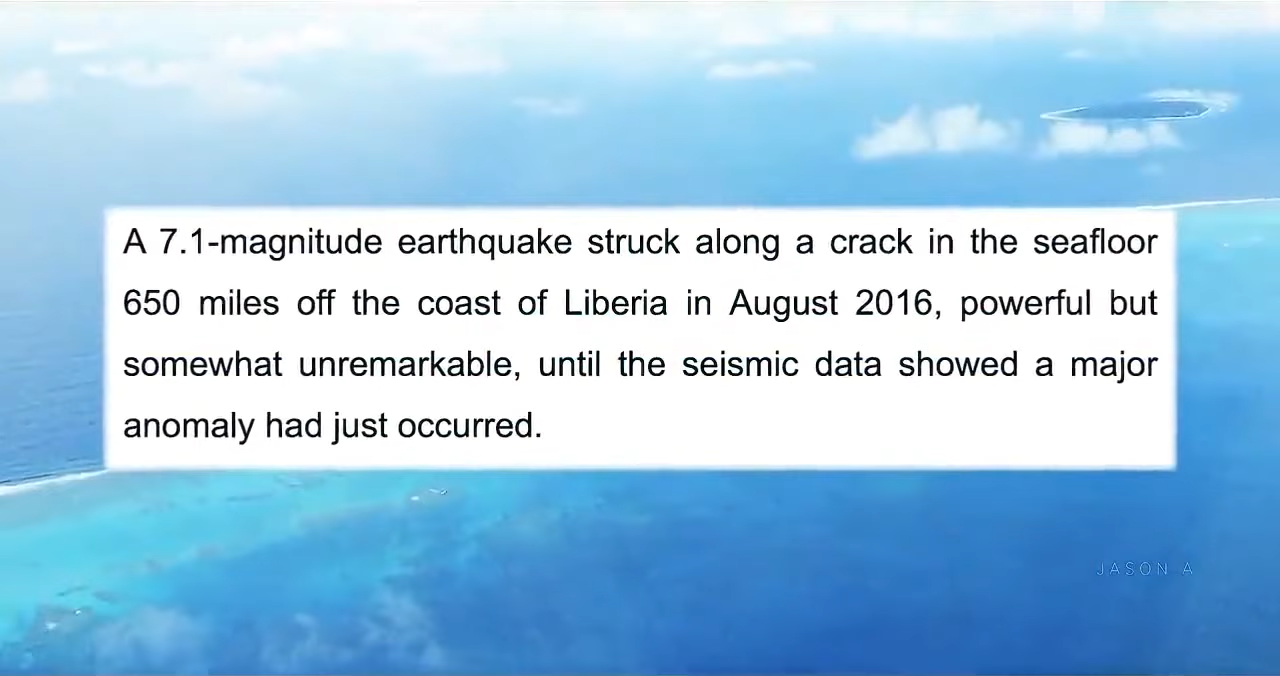 A 7.1-magnitude earthquake struck along a crack in the seafloor
650 miles off the coast of Liberia in August 2016, powerful but
somewhat unremarkable, until the seismic data showed a major
anomaly had just occurred.
JASON A